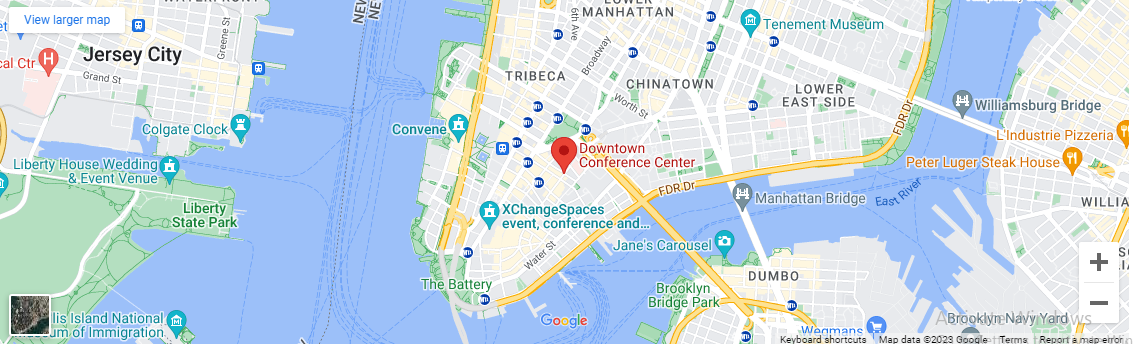 View larger map
WATERFRONT
NEW
LOWER
MANHATTAN
6th Ave
Tenement Museum
Greene St
Jersey City
Broadway
cal Ctr
Grand St
TRIBECA
CHINATOWN
LOWER
EAST SIDE
Worth St
FDR Dr
Williamsburg Bridge
Colgate Clock
Convene
L'Industrie Pizzeria
Downtown
Conference Center
Peter Luger Steak House
Liberty House Wedding
& Event Venue
FDR Dr
Manhattan Bridge
East River
WILLIA
Liberty
State Park
XChangeSpaces
event, conference and...
Water St
Jane's Carousel
DUMBO
The Battery
Brooklyn
Bridge Park
Ellis Island National
Museum of Immigration
Google
Wegmans
Brooklyn Navy Yard
Keyboard shortcuts
Map data ©2023 Google
Terms
Report a map error